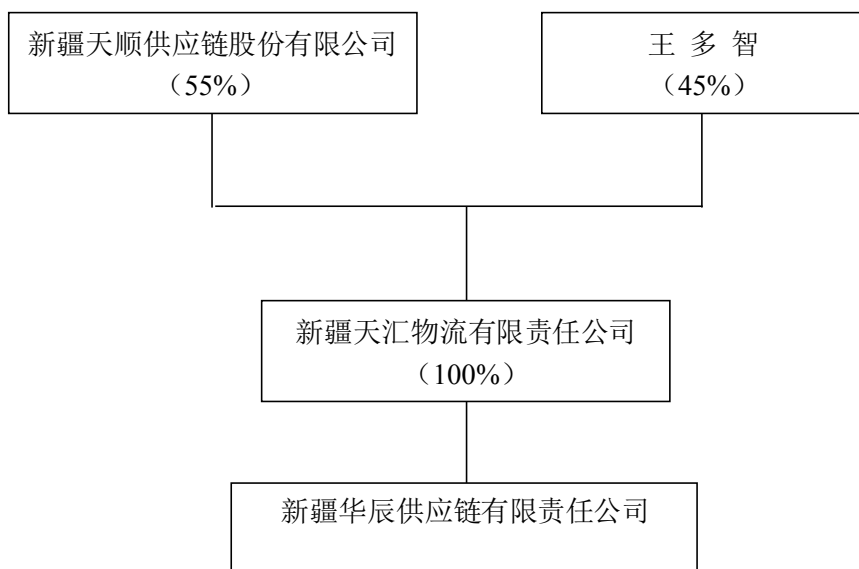 新疆天顺供应链股份有限公司
（55%）
王 多 智
（45%）
新疆天汇物流有限责任公司
（100%）
新疆华辰供应链有限责任公司